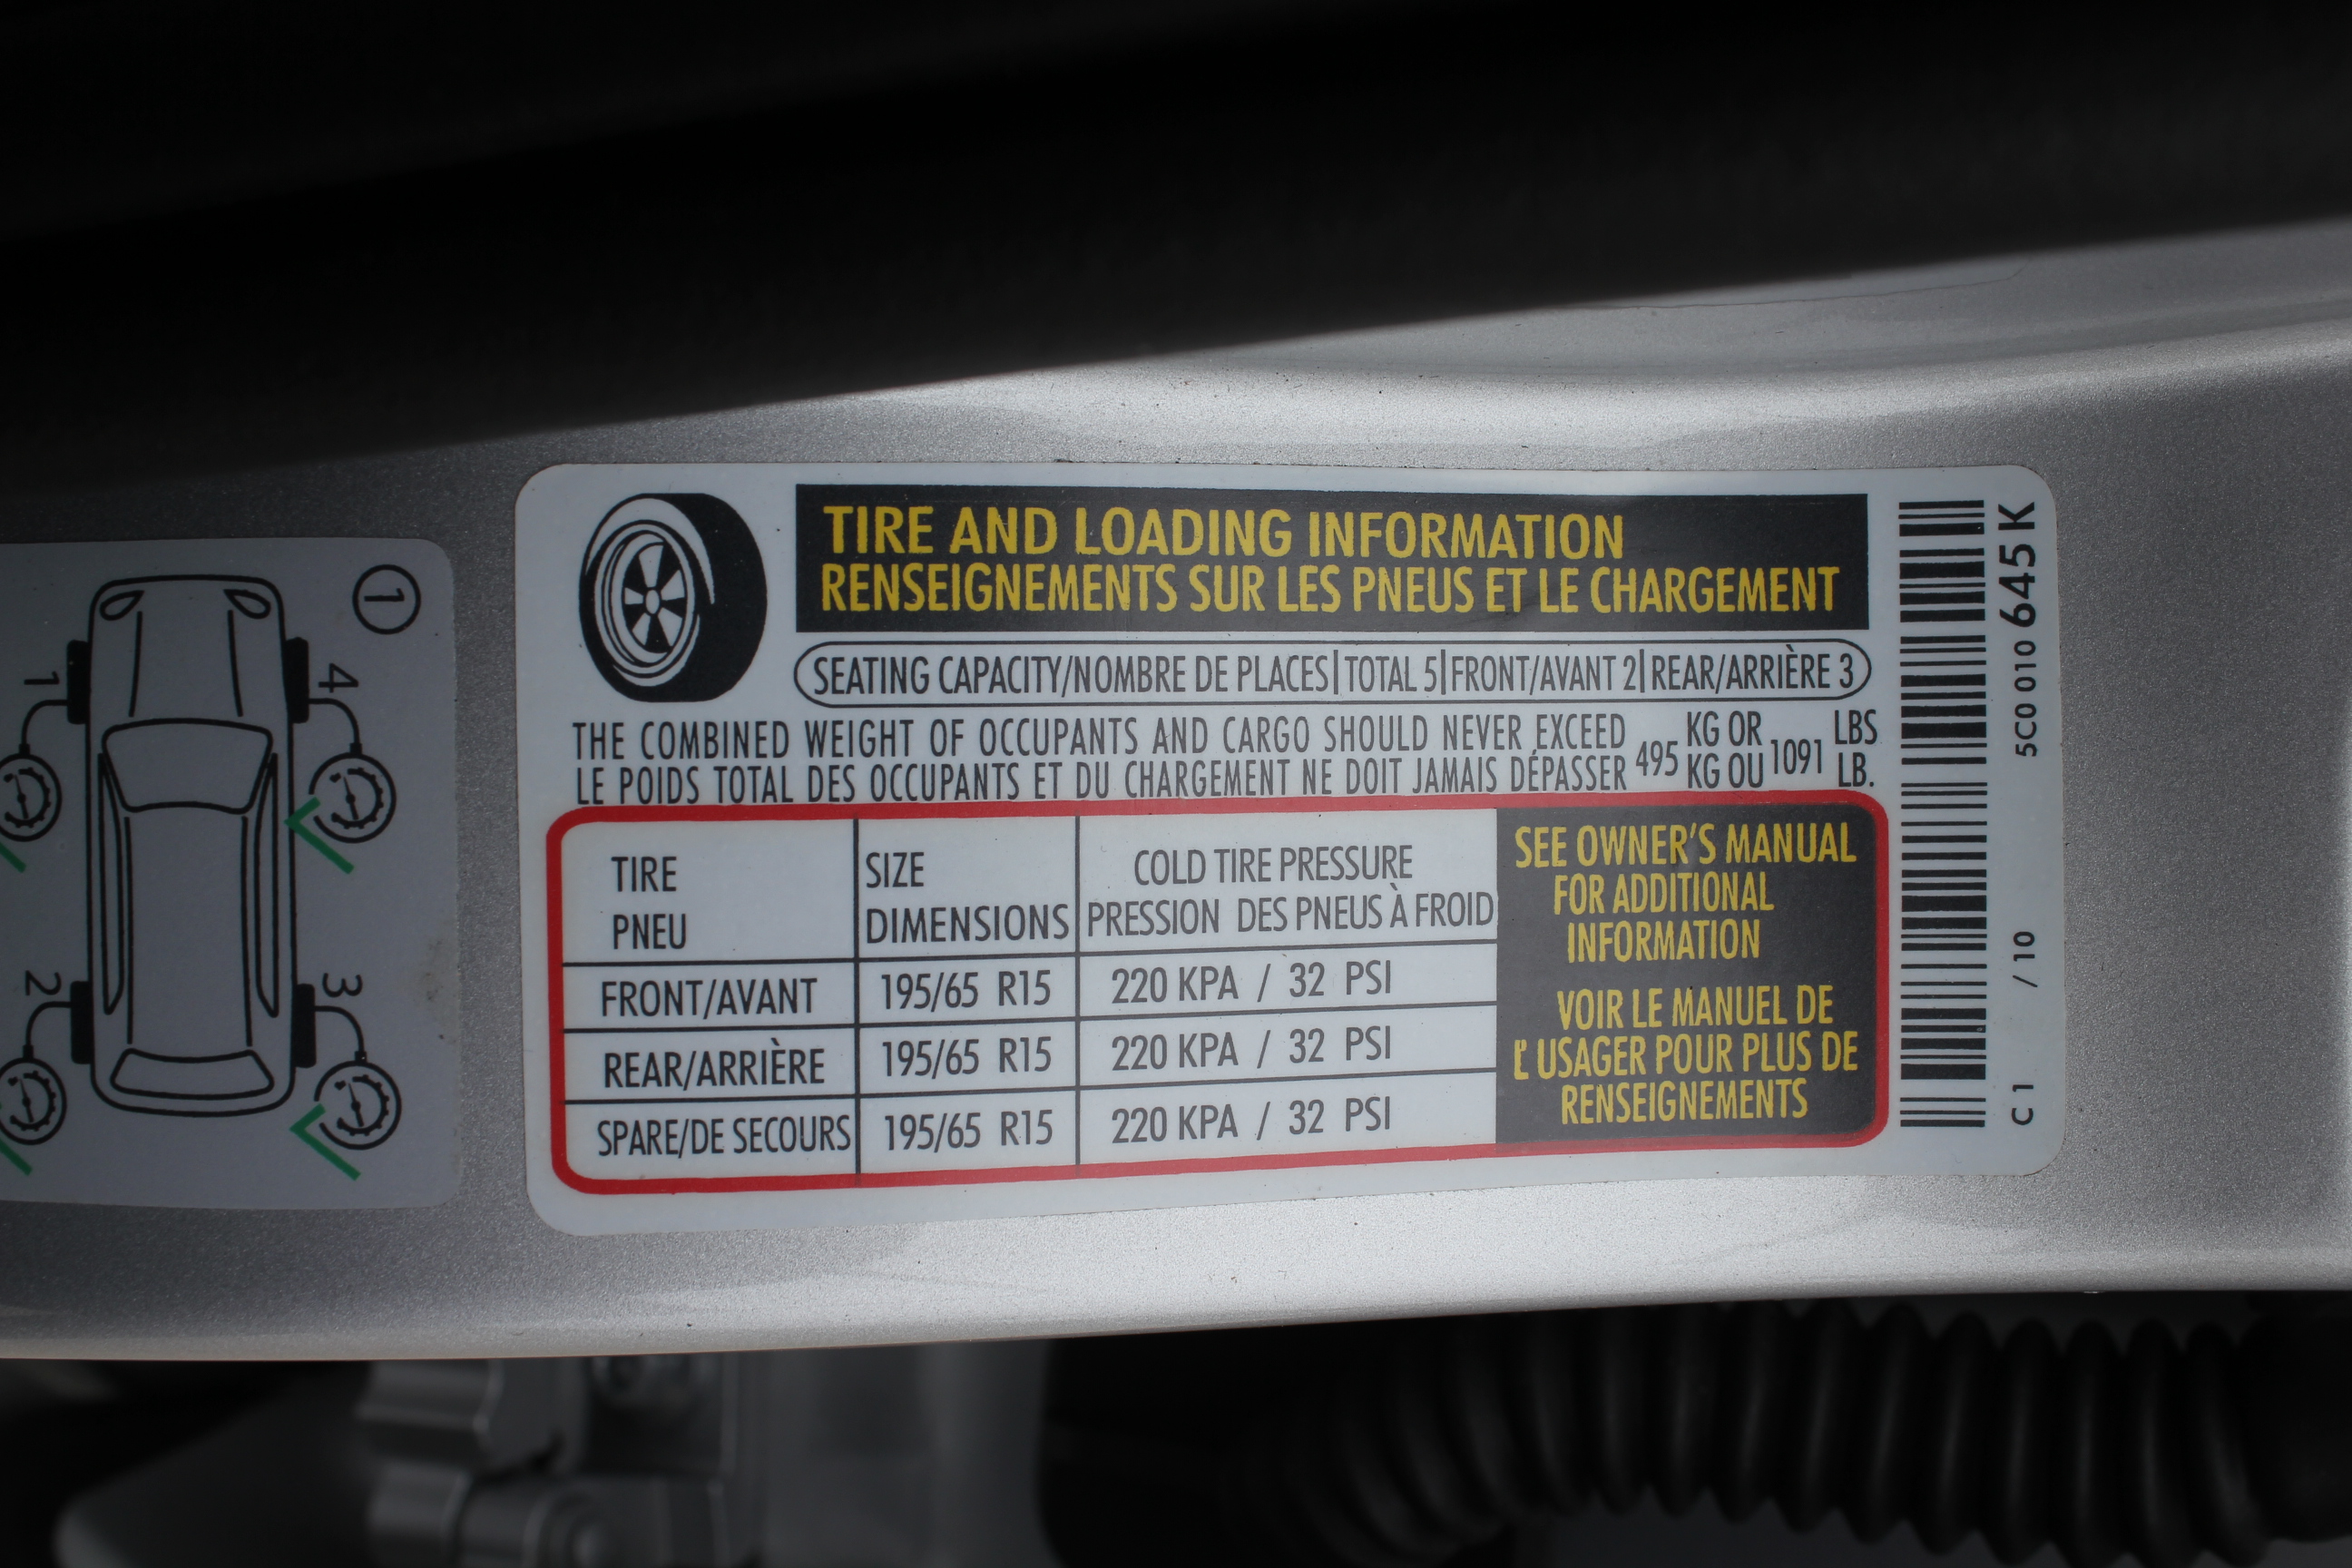 TIRE AND LOADING INFORMATION
RENSEIGNEMENTS SUR LES PNEUS ET LE CHARGEMENT
SEATING CAPACITY/NOMBRE DE PLACES|TOTAL 5|FRONT/AVANT 2|REAR/ARRIÈRE 3
THE COMBINED WEIGHT OF OCCUPANTS AND CARGO SHOULD NEVER EXCEED 495 KG OR 1091 LBS
LE POIDS TOTAL DES OCCUPANTS ET DU CHARGEMENT NE DOIT JAMAIS DÉPASSER KG OU LB.
TIRE SIZE COLD TIRE PRESSURE
PNEU DIMENSIONS PRESSION DES PNEUS À FROID
FRONT/AVANT 195/65 R15 220 KPA / 32 PSI
REAR/ARRIÈRE 195/65 R15 220 KPA / 32 PSI
SPARE/DE SECOURS 195/65 R15 220 KPA / 32 PSI
SEE OWNER'S MANUAL
FOR ADDITIONAL
INFORMATION
VOIR LE MANUEL DE
L'USAGER POUR PLUS DE
RENSEIGNEMENTS
C1 /10 5C0 010 645 K
1
1
4
2
3